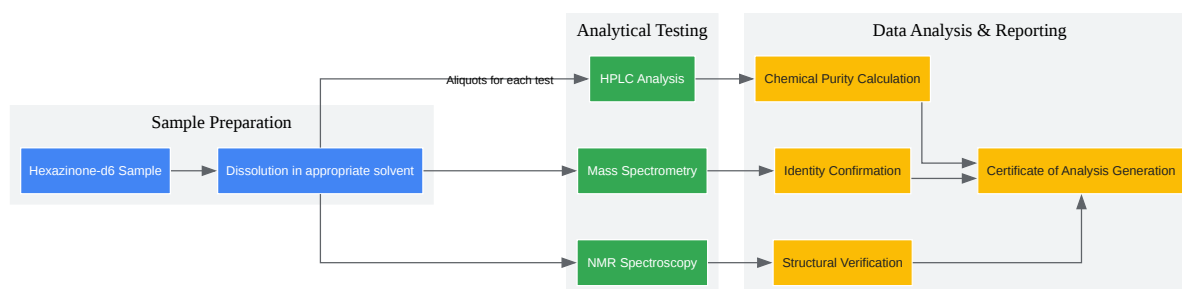 Analytical Testing
Data Analysis & Reporting
Aliquots for each test
HPLC Analysis
Chemical Purity Calculation
Sample Preparation
Hexazinone-d6 Sample
Dissolution in appropriate solvent
Mass Spectrometry
Identity Confirmation
Certificate of Analysis Generation
NMR Spectroscopy
Structural Verification